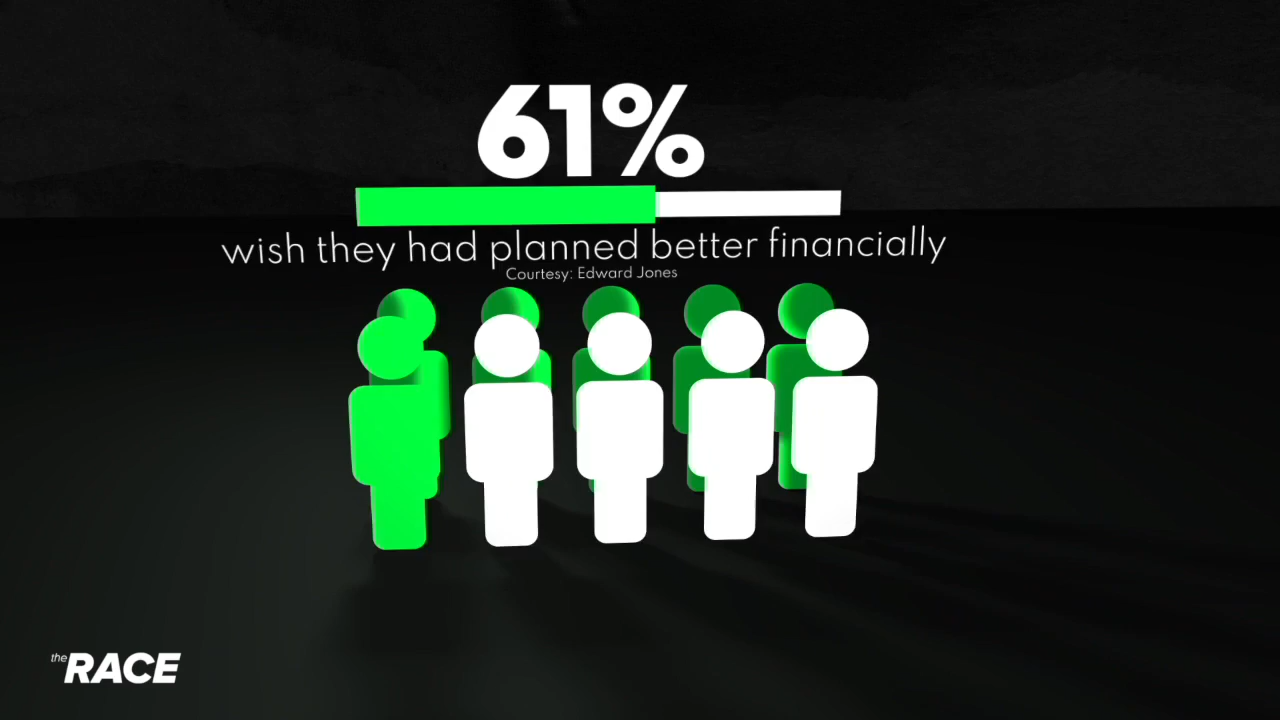 61%
wish they had planned better financially
Courtesy: Edward Jones
the RACE